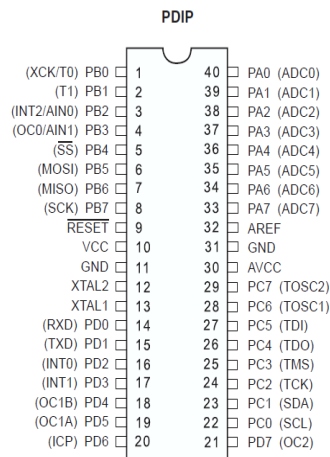 PDIP
(XCK/T0) PB0 1 40 PA0 (ADC0)
(T1) PB1 2 39 PA1 (ADC1)
(INT2/AIN0) PB2 3 38 PA2 (ADC2)
(OC0/AIN1) PB3 4 37 PA3 (ADC3)
(SS) PB4 5 36 PA4 (ADC4)
(MOSI) PB5 6 35 PA5 (ADC5)
(MISO) PB6 7 34 PA6 (ADC6)
(SCK) PB7 8 33 PA7 (ADC7)
RESET 9 32 AREF
VCC 10 31 GND
GND 11 30 AVCC
XTAL2 12 29 PC7 (TOSC2)
XTAL1 13 28 PC6 (TOSC1)
(RXD) PD0 14 27 PC5 (TDI)
(TXD) PD1 15 26 PC4 (TDO)
(INT0) PD2 16 25 PC3 (TMS)
(INT1) PD3 17 24 PC2 (TCK)
(OC1B) PD4 18 23 PC1 (SDA)
(OC1A) PD5 19 22 PC0 (SCL)
(ICP) PD6 20 21 PD7 (OC2)